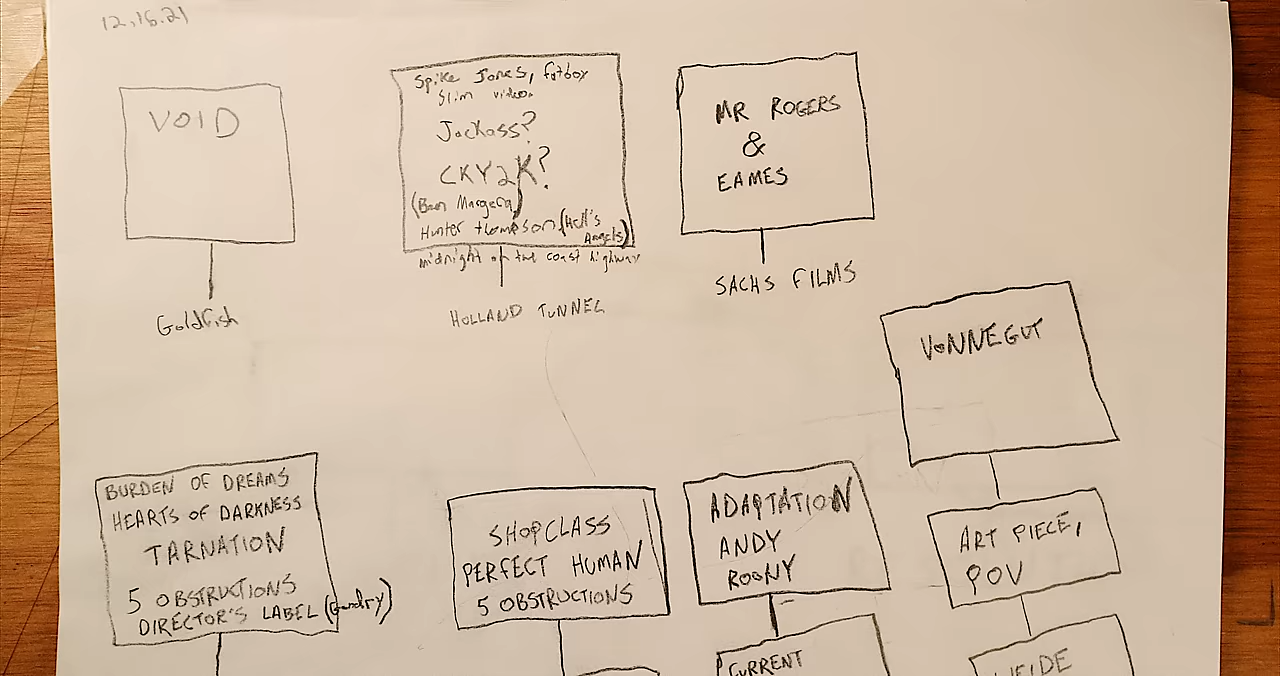 12.16.21
VOID
Goldfish
Spike Jones, fatboy
slim video.
Jackass?
CKY2K?
(Bam Margera)
Hunter thompson (Hell's
Angels)
midnight on the coast highway
HOLLAND TUNNEL
MR ROGERS
&
EAMES
SACHS FILMS
VONNEGUT
ART PIECE,
POV
BURDEN OF DREAMS
HEARTS OF DARKNESS
TARNATION
5 OBSTRUCTIONS
DIRECTOR'S LABEL (Gondry)
SHOPCLASS
PERFECT HUMAN
5 OBSTRUCTIONS
ADAPTATION
ANDY
ROONY
CURRENT